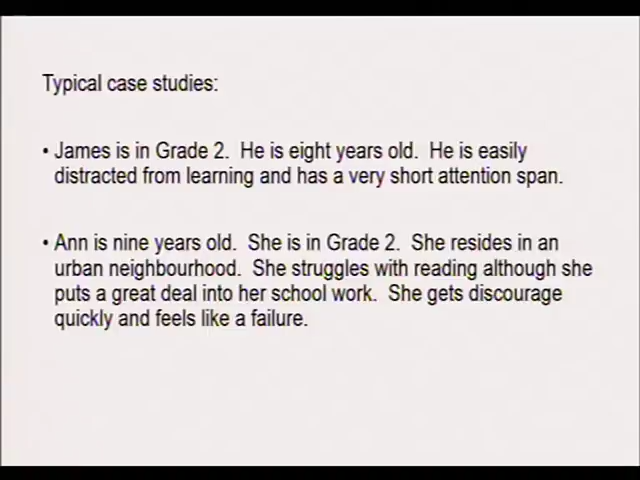 Typical case studies:
• James is in Grade 2.  He is eight years old.  He is easily
distracted from learning and has a very short attention span.
• Ann is nine years old.  She is in Grade 2.  She resides in an
urban neighbourhood.  She struggles with reading although she
puts a great deal into her school work.  She gets discourage
quickly and feels like a failure.